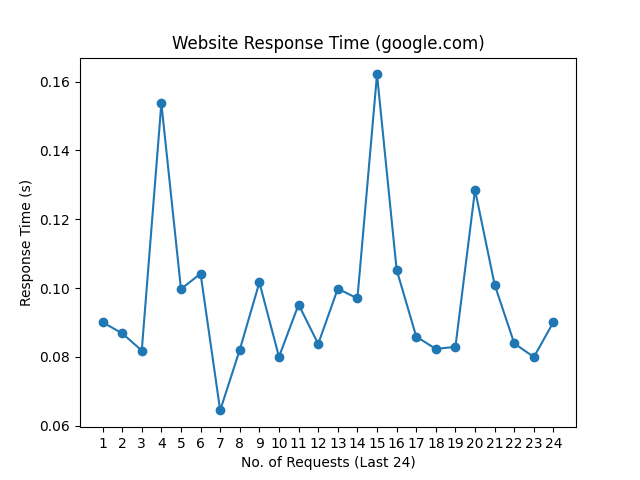 Website Response Time (google.com)
0.16
0.14
0.12
0.10
0.08
0.06
Response Time (s)
1 2 3 4 5 6 7 8 9 10 11 12 13 14 15 16 17 18 19 20 21 22 23 24
No. of Requests (Last 24)